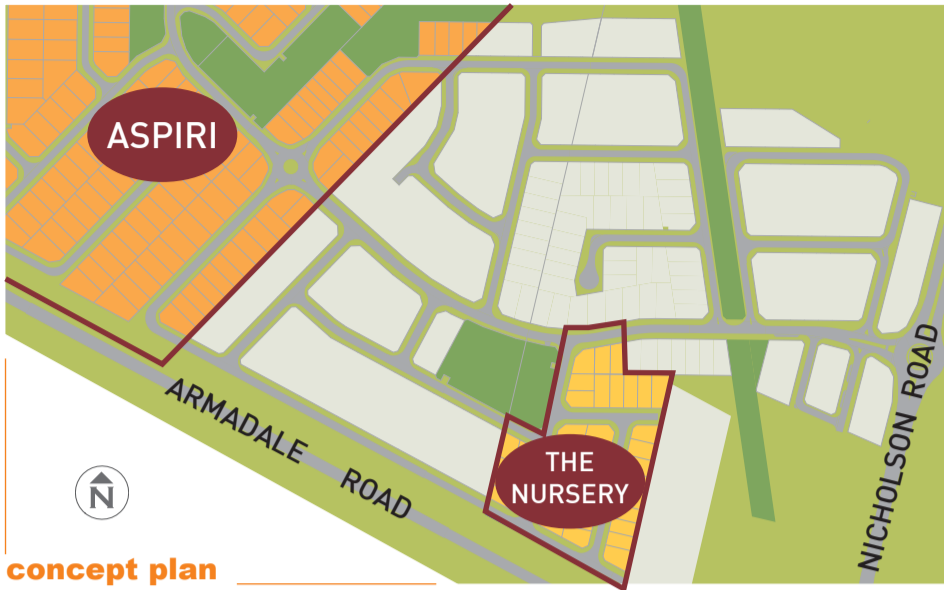 ASPIRI
ARMADALE ROAD
THE
NURSERY
NICHOLSON ROAD
N
concept plan